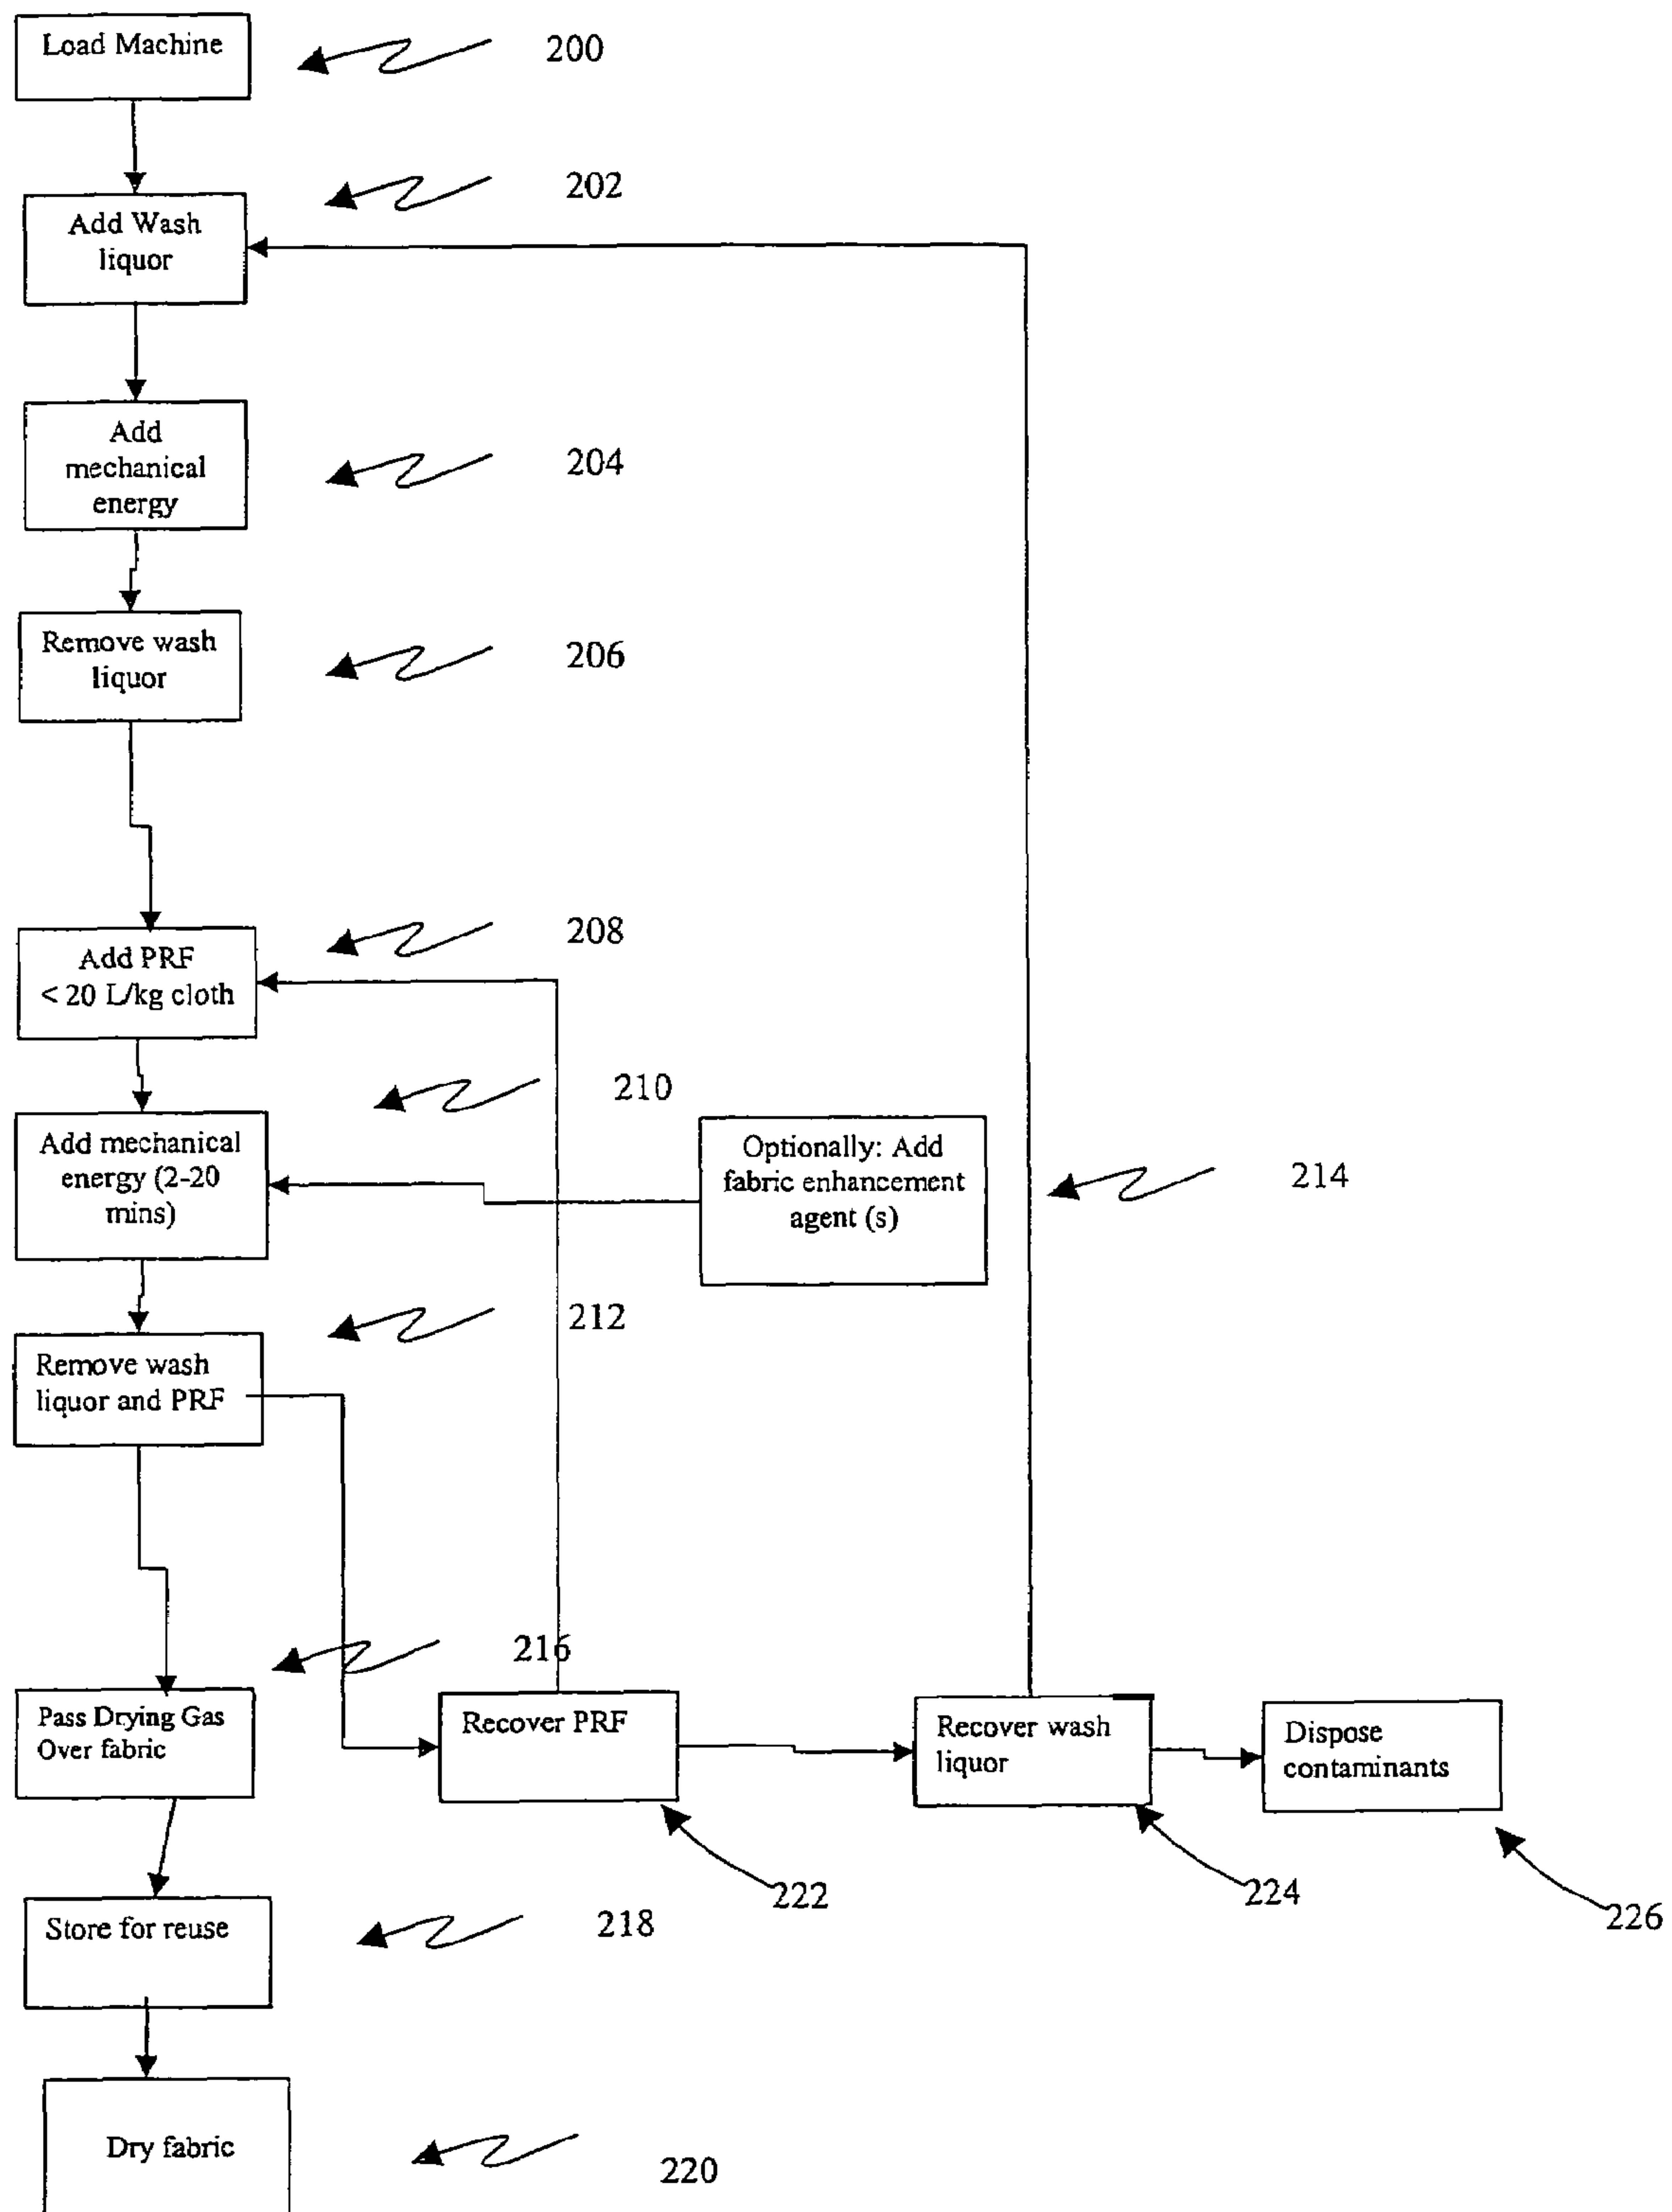 Load Machine
200
202
Add Wash
liquor
Add
mechanical
energy
204
Remove wash
liquor
206
208
Add PRF
< 20 L/kg cloth
210
Add mechanical
energy (2-20
mins)
Optionally: Add
fabric enhancement
agent (s)
214
212
Remove wash
liquor and PRF
216
Pass Drying Gas
Over fabric
Recover PRF
Recover wash
liquor
Dispose
contaminants
222
224
226
Store for reuse
218
Dry fabric
220